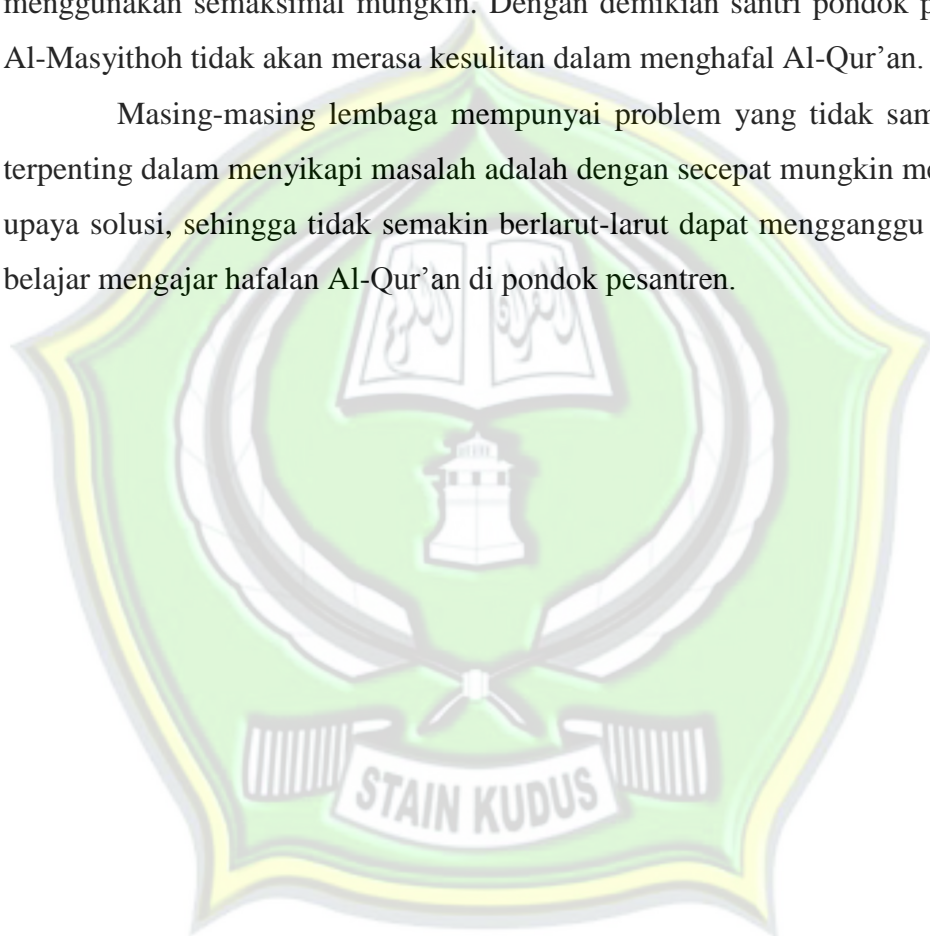 menggunakan semaksimal mungkin. Dengan demikian santri pondok p
Al-Masyithoh tidak akan merasa kesulitan dalam menghafal Al-Qur’an.
Masing-masing lembaga mempunyai problem yang tidak sam
terpenting dalam menyikapi masalah adalah dengan secepat mungkin me
upaya solusi, sehingga tidak semakin berlarut-larut dapat mengganggu
belajar mengajar hafalan Al-Qur’an di pondok pesantren.
STAIN KUDUS